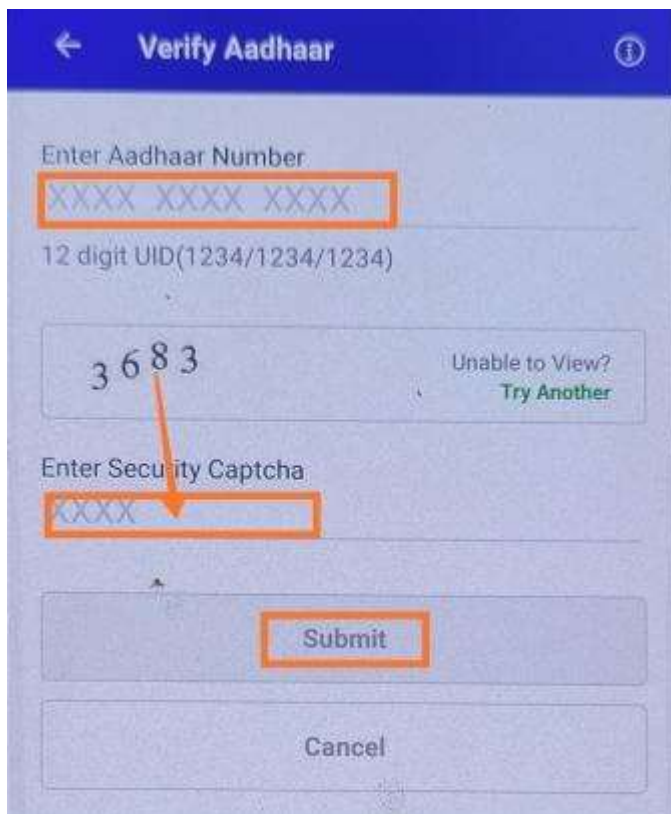 Verify Aadhaar
Enter Aadhaar Number
XXXX XXXX XXXX
12 digit UID(1234/1234/1234)
3683
Unable to View?
Try Another
Enter Security Captcha
XXXX
Submit
Cancel